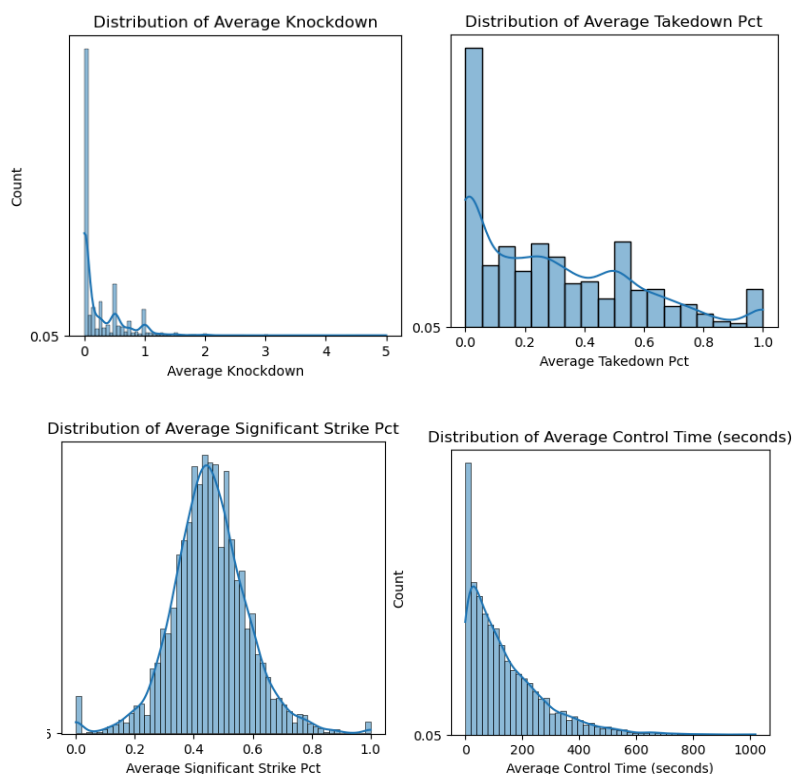 Distribution of Average Knockdown
Count
0.05
0 1 2 3 4 5
Average Knockdown
Distribution of Average Takedown Pct
0.05
0.0 0.2 0.4 0.6 0.8 1.0
Average Takedown Pct
Distribution of Average Significant Strike Pct
5
0.0 0.2 0.4 0.6 0.8 1.0
Average Significant Strike Pct
Distribution of Average Control Time (seconds)
Count
0.05
0 200 400 600 800 1000
Average Control Time (seconds)